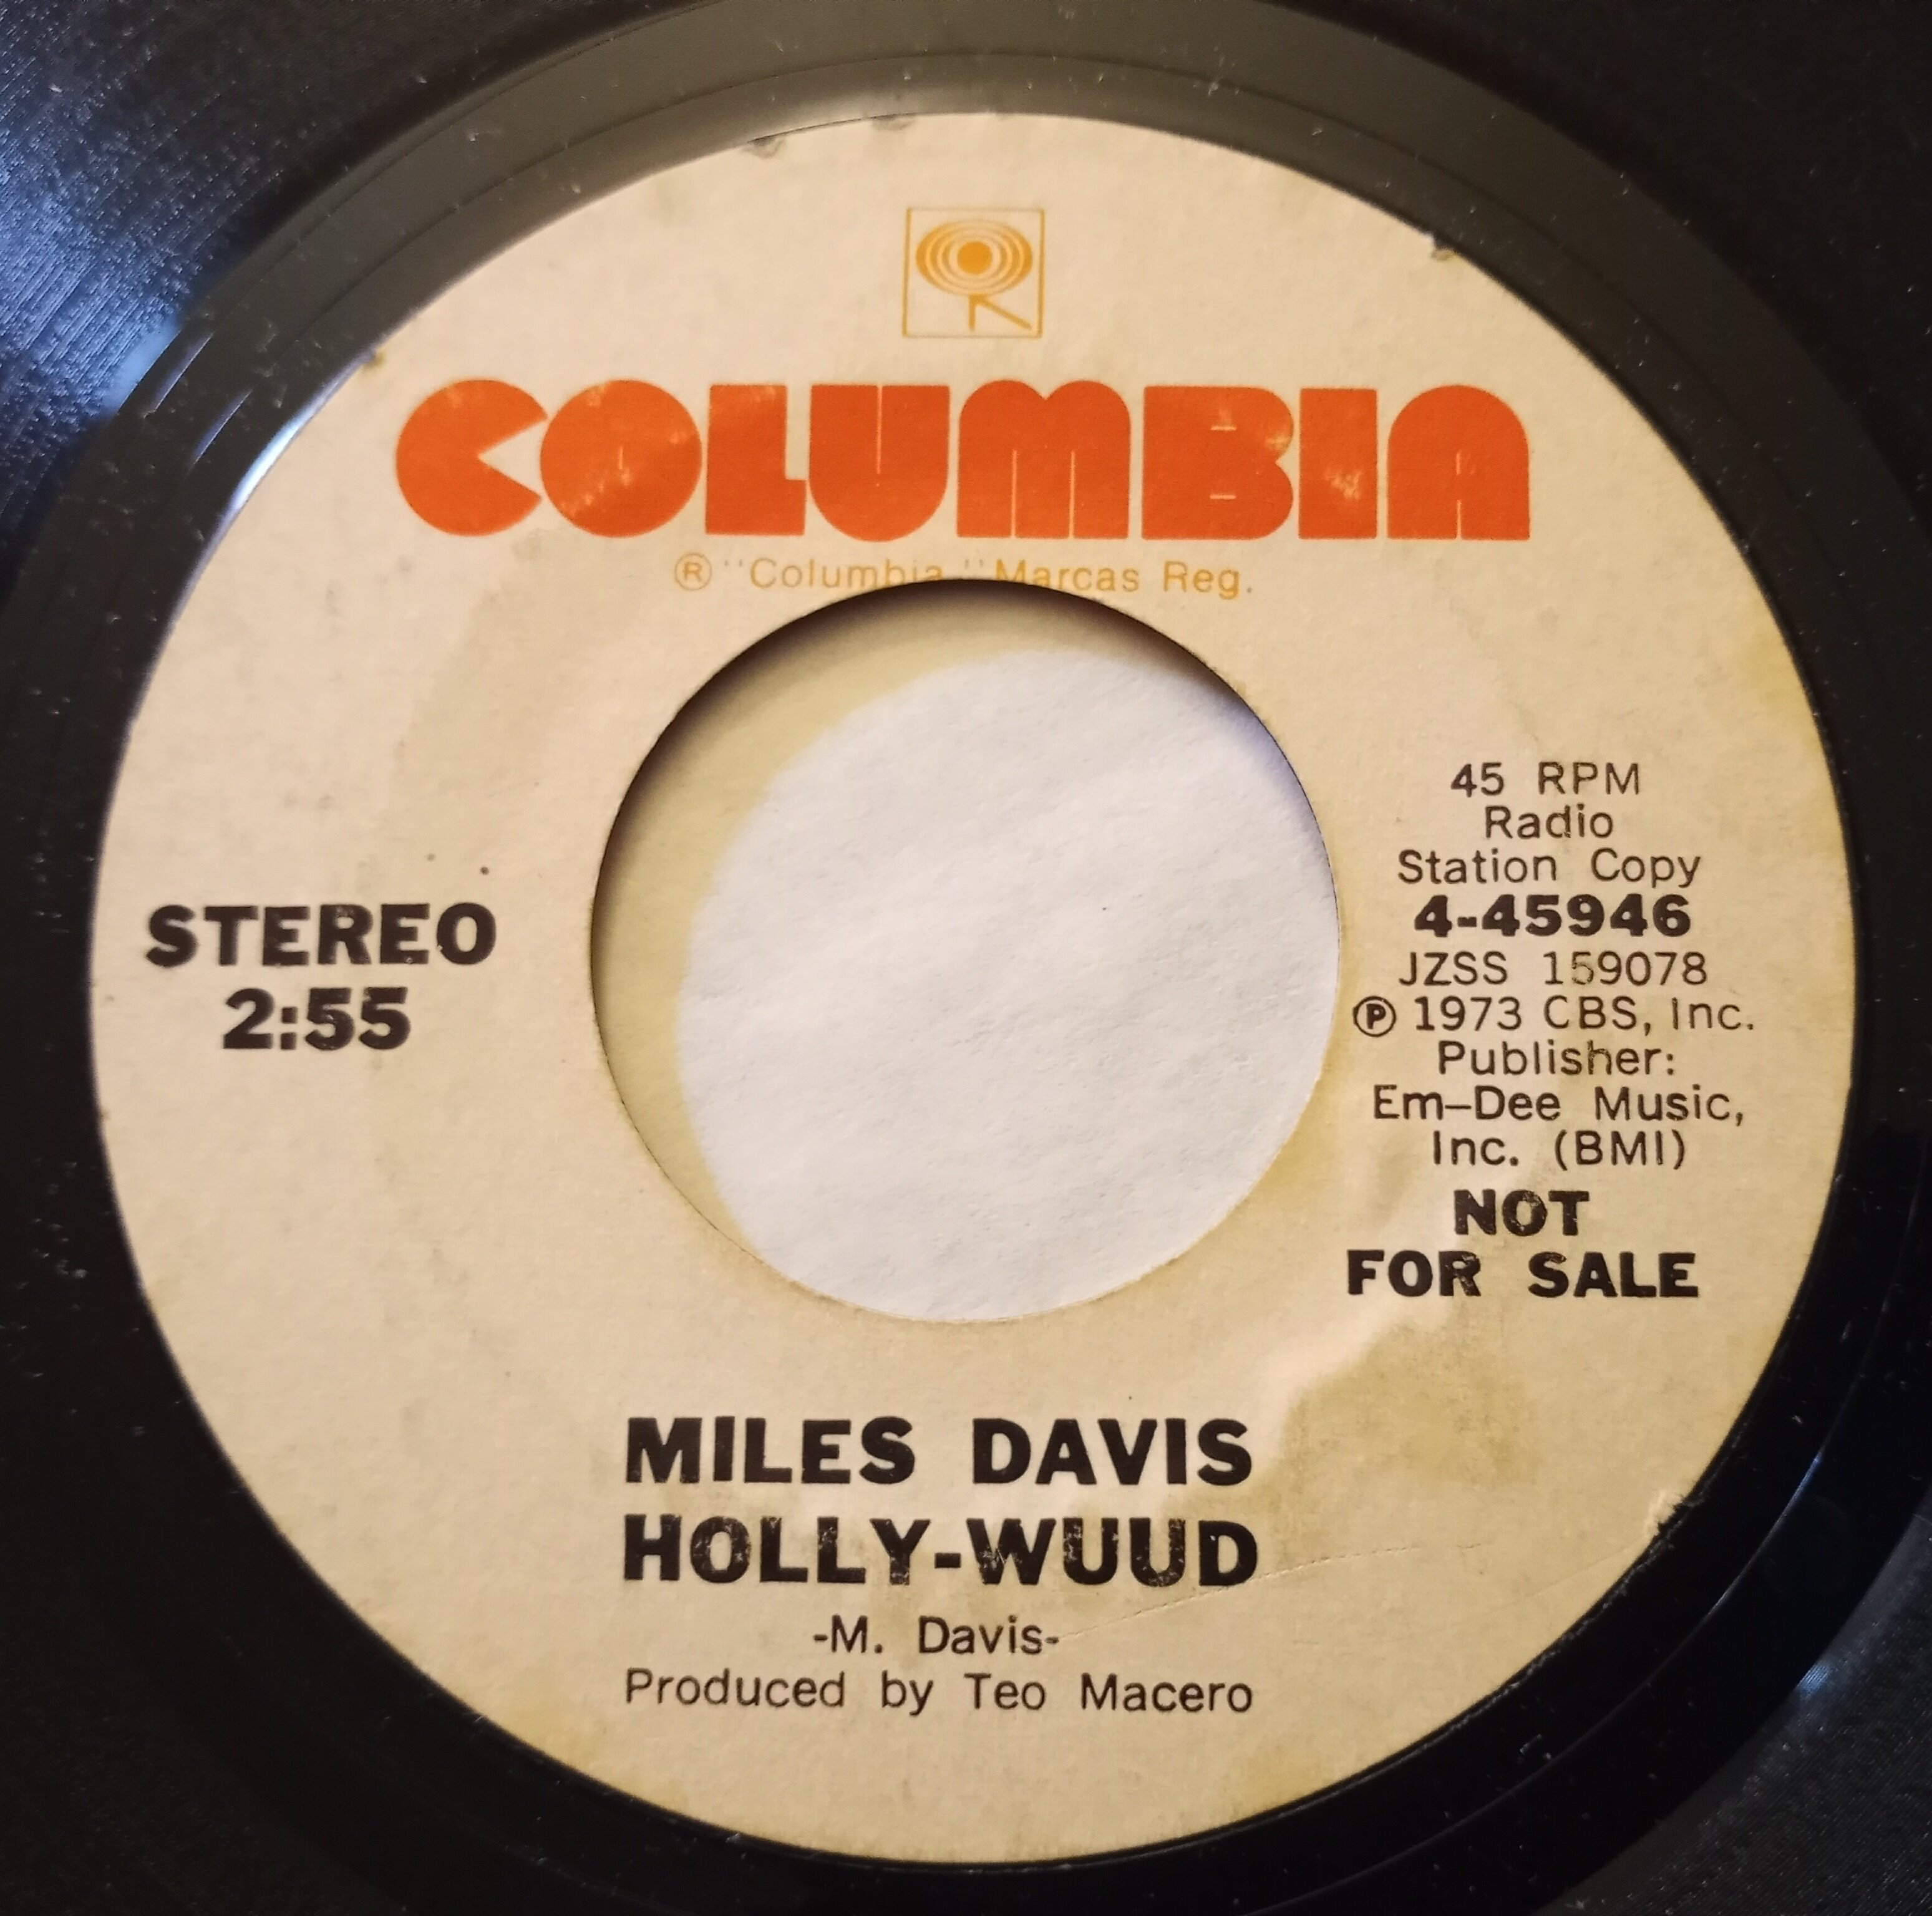 COLUMBIA
® "Columbia" Marcas Reg.
STEREO
2:55
45 RPM
Radio
Station Copy
4-45946
JZSS 159078
℗ 1973 CBS, Inc.
Publisher:
Em-Dee Music,
Inc. (BMI)
NOT
FOR SALE
MILES DAVIS
HOLLY-WUUD
-M. Davis-
Produced by Teo Macero